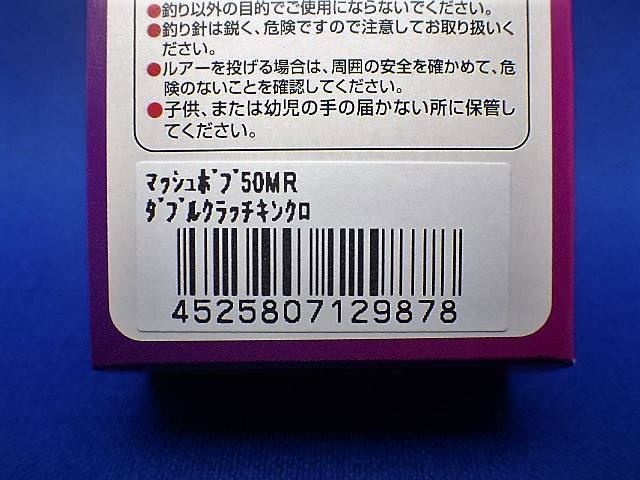 ●釣り以外の目的でご使用にならないでください。
●釣り針は鋭く、危険ですので注意してお取り扱いく
ださい。
●ルアーを投げる場合は、周囲の安全を確かめて、危
険のないことを確認してください。
●子供、または幼児の手の届かない所に保管し
てください。
ﾏｯｼｭﾎﾞﾌﾞ50MR
ﾀﾞﾌﾞﾙｸﾗｯﾁｷﾝｸﾛ
4525807129878